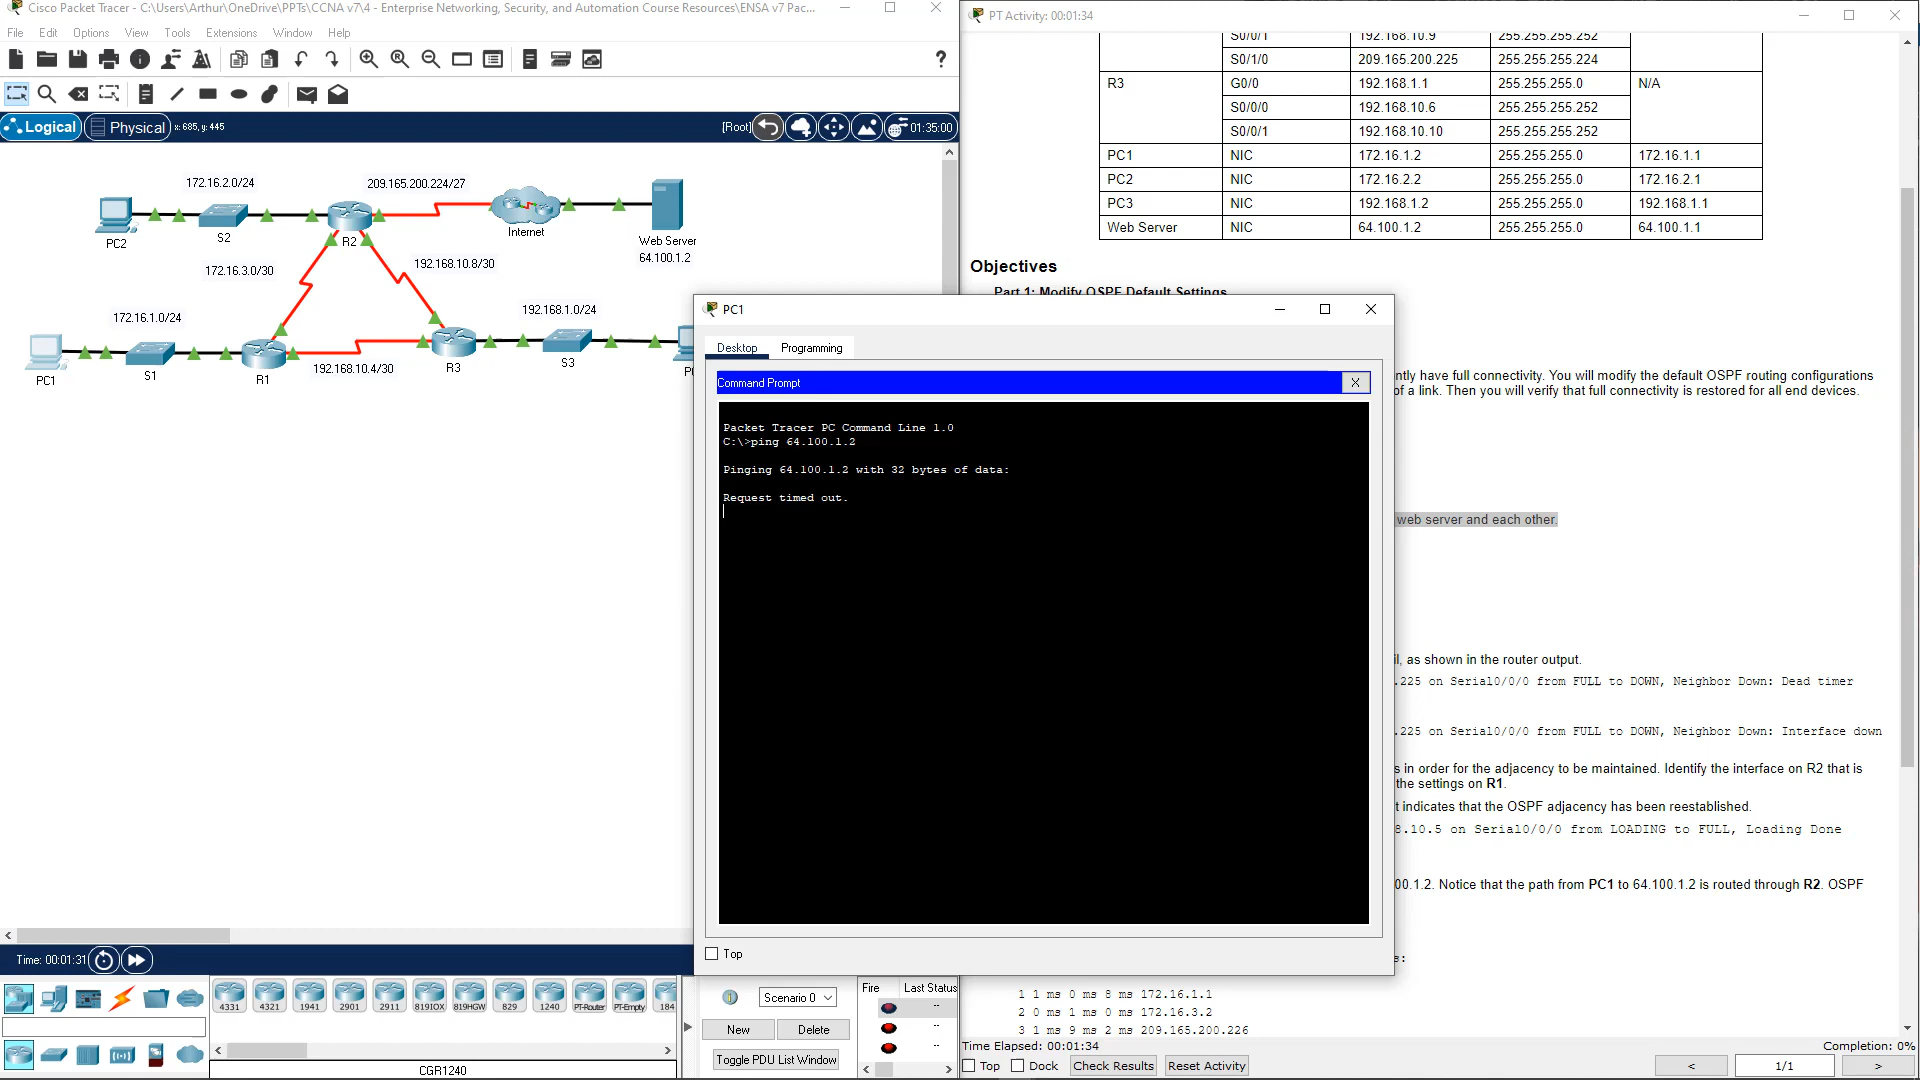 Cisco Packet Tracer - C:\Users\Arthur\OneDrive\PPTs\CCNA v7\4 - Enterprise Networking, Security, and Automation Course Resources\ENSA v7 Pac...
File Edit Options View Tools Extensions Window Help
?
Logical Physical x: 685, y: 445 [Root] 01:35:00
172.16.2.0/24
209.165.200.224/27
PC2
S2
R2
Internet
Web Server
64.100.1.2
172.16.3.0/30
192.168.10.8/30
172.16.1.0/24
192.168.1.0/24
PC1
S1
R1
192.168.10.4/30
R3
S3
Time: 00:01:31
4331 4321 1941 2901 2911 819IOX 819HGW 829 1240 PT-Router PT-Empty 184
CGR1240
Scenario 0
New Delete
Toggle PDU List Window
Fire Last Status
--
--
--
PT Activity: 00:01:34
S0/0/1 192.168.10.9 255.255.255.252
S0/1/0 209.165.200.225 255.255.255.224
R3 G0/0 192.168.1.1 255.255.255.0 N/A
S0/0/0 192.168.10.6 255.255.255.252
S0/0/1 192.168.10.10 255.255.255.252
PC1 NIC 172.16.1.2 255.255.255.0 172.16.1.1
PC2 NIC 172.16.2.2 255.255.255.0 172.16.2.1
PC3 NIC 192.168.1.2 255.255.255.0 192.168.1.1
Web Server NIC 64.100.1.2 255.255.255.0 64.100.1.1
Objectives
Part 1: Modify OSPF Default Settings
PC1
Desktop Programming
Command Prompt X
Packet Tracer PC Command Line 1.0
C:\>ping 64.100.1.2
Pinging 64.100.1.2 with 32 bytes of data:
Request timed out.
Top
ntly have full connectivity. You will modify the default OSPF routing configurations
of a link. Then you will verify that full connectivity is restored for all end devices.
web server and each other.
, as shown in the router output.
.225 on Serial0/0/0 from FULL to DOWN, Neighbor Down: Dead timer
.225 on Serial0/0/0 from FULL to DOWN, Neighbor Down: Interface down
s in order for the adjacency to be maintained. Identify the interface on R2 that is
the settings on R1.
t indicates that the OSPF adjacency has been reestablished.
8.10.5 on Serial0/0/0 from LOADING to FULL, Loading Done
00.1.2. Notice that the path from PC1 to 64.100.1.2 is routed through R2. OSPF
s:
1 1 ms 0 ms 8 ms 172.16.1.1
2 0 ms 1 ms 0 ms 172.16.3.2
3 1 ms 9 ms 2 ms 209.165.200.226
Time Elapsed: 00:01:34 Completion: 0%
Top Dock Check Results Reset Activity < 1/1 >